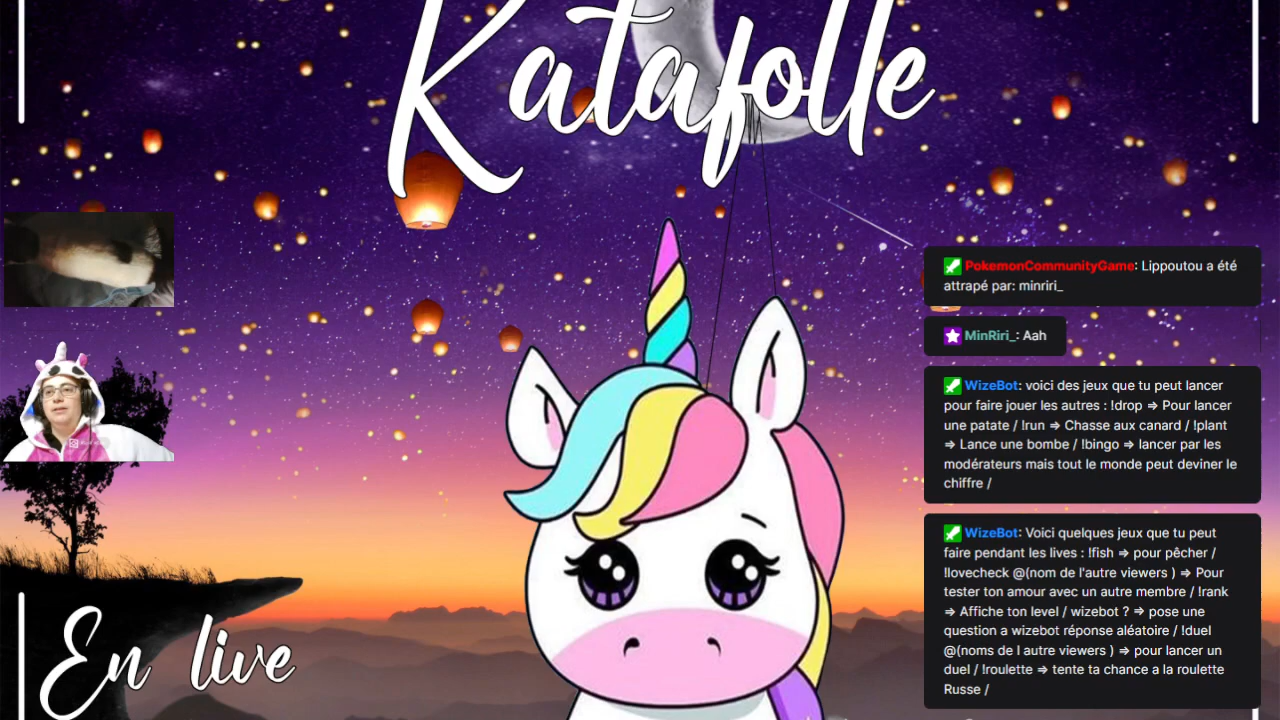 Katafolle
PokemonCommunityGame: Lippoutou a été
attrapé par: minriri_
MinRiri_: Aah
WizeBot: voici des jeux que tu peut lancer
pour faire jouer les autres : !drop => Pour lancer
une patate / !run => Chasse aux canard / !plant
=> Lance une bombe / !bingo => lancer par les
modérateurs mais tout le monde peut deviner le
chiffre /
WizeBot: Voici quelques jeux que tu peut
faire pendant les lives : !fish => pour pêcher /
!lovecheck @(nom de l'autre viewers ) => Pour
tester ton amour avec un autre membre / !rank
=> Affiche ton level / wizebot ? => pose une
question a wizebot réponse aléatoire / !duel
@(noms de l autre viewers ) => pour lancer un
duel / !roulette => tente ta chance a la roulette
Russe /
En live